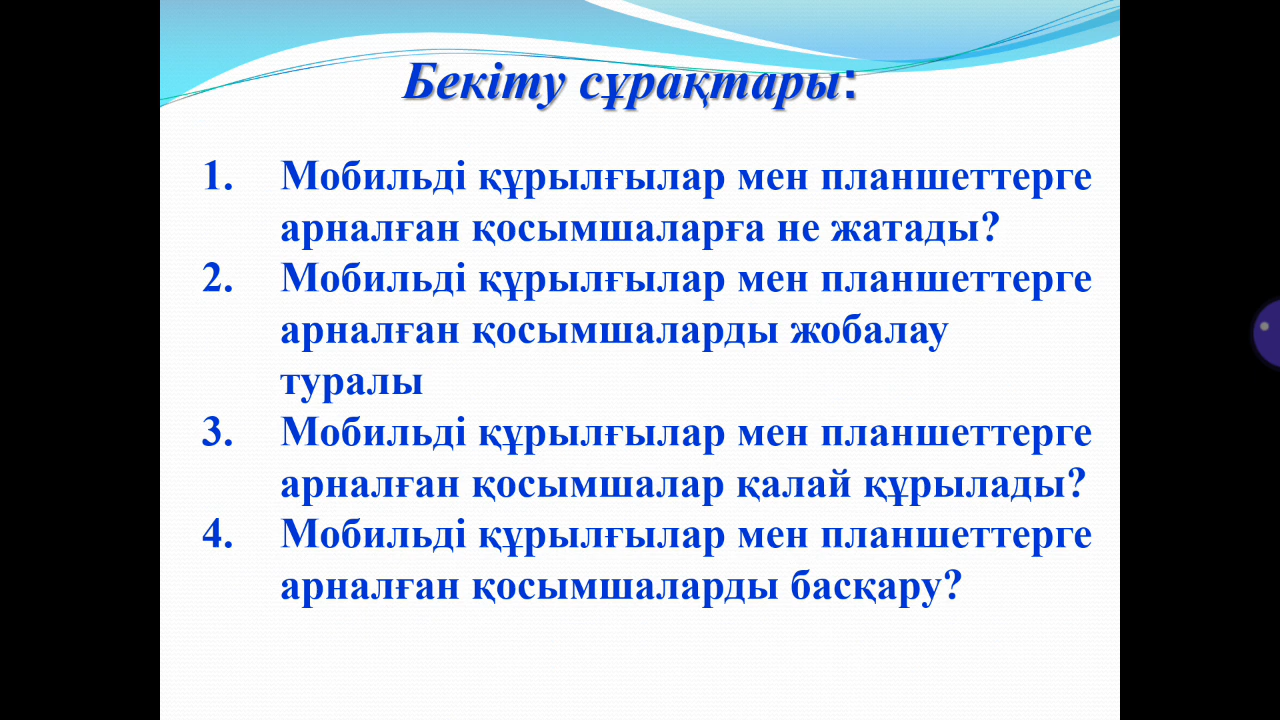 Бекіту сұрақтары:
1. Мобильді құрылғылар мен планшеттерге
арналған қосымшаларға не жатады?
2. Мобильді құрылғылар мен планшеттерге
арналған қосымшаларды жобалау
туралы
3. Мобильді құрылғылар мен планшеттерге
арналған қосымшалар қалай құрылады?
4. Мобильді құрылғылар мен планшеттерге
арналған қосымшаларды басқару?